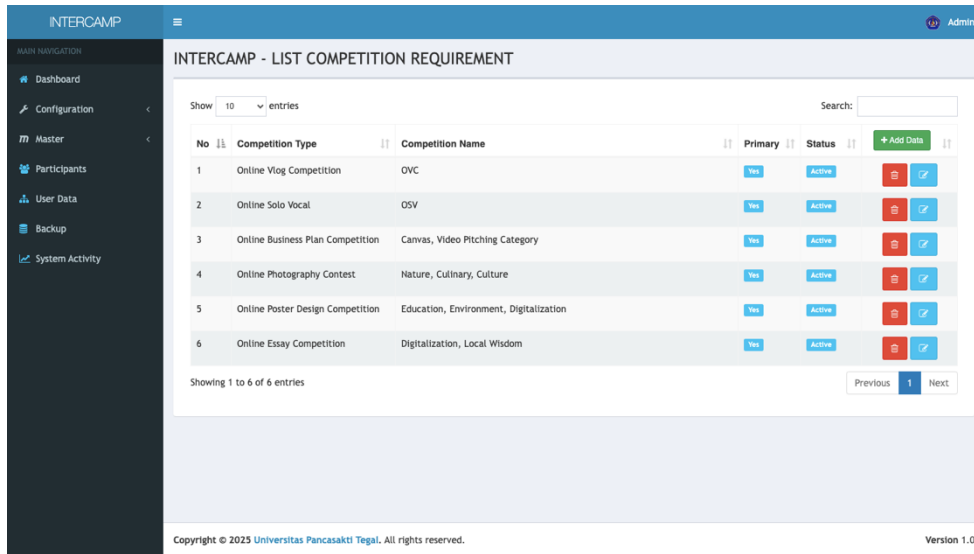 INTERCAMP
Admin
MAIN NAVIGATION
Dashboard
Configuration
Master
Participants
User Data
Backup
System Activity
INTERCAMP - LIST COMPETITION REQUIREMENT
Show 10 entries Search:
No Competition Type Competition Name Primary Status + Add Data
1 Online Vlog Competition OVC Yes Active
2 Online Solo Vocal OSV Yes Active
3 Online Business Plan Competition Canvas, Video Pitching Category Yes Active
4 Online Photography Contest Nature, Culinary, Culture Yes Active
5 Online Poster Design Competition Education, Environment, Digitalization Yes Active
6 Online Essay Competition Digitalization, Local Wisdom Yes Active
Showing 1 to 6 of 6 entries Previous 1 Next
Copyright © 2025 Universitas Pancasakti Tegal. All rights reserved. Version 1.0